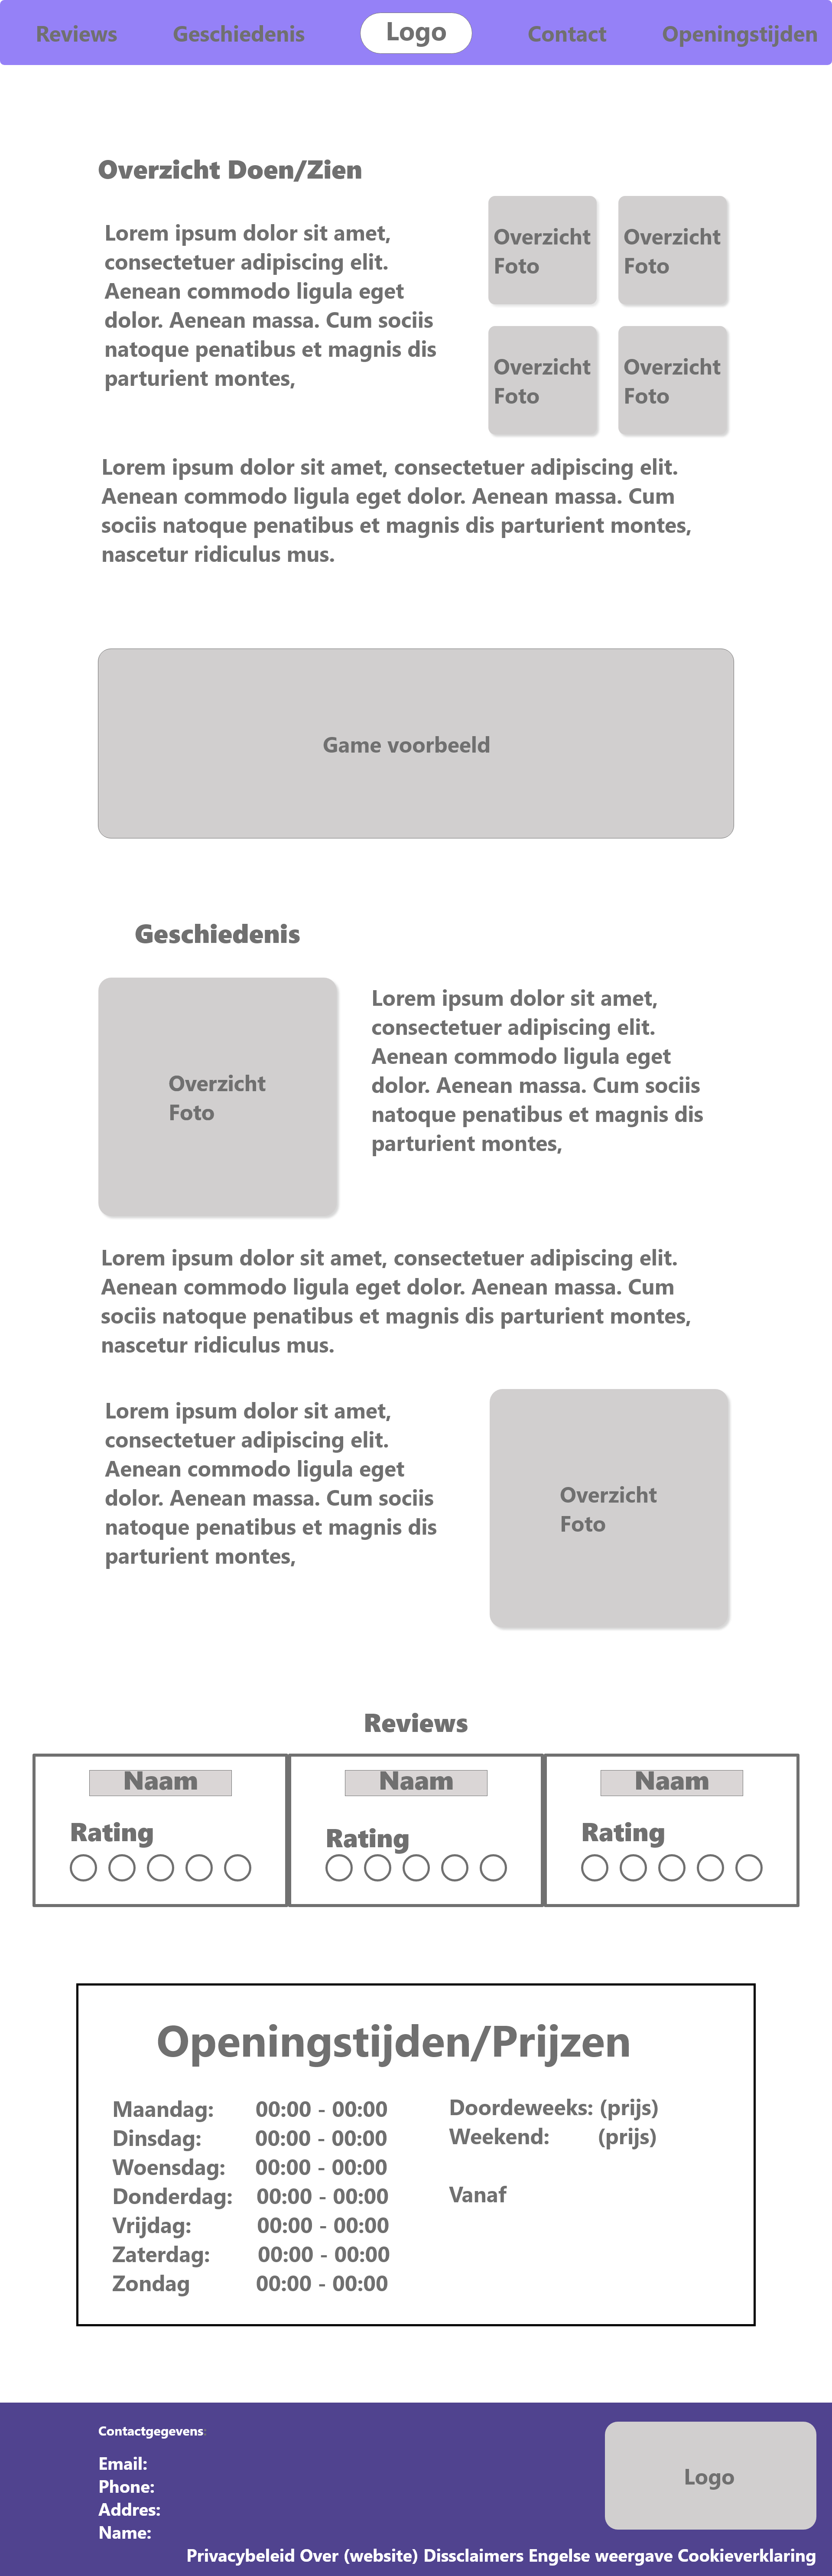 Reviews Geschiedenis Logo Contact Openingstijden
Overzicht Doen/Zien
Lorem ipsum dolor sit amet,
consectetuer adipiscing elit.
Aenean commodo ligula eget
dolor. Aenean massa. Cum sociis
natoque penatibus et magnis dis
parturient montes,
Overzicht
Foto
Overzicht
Foto
Overzicht
Foto
Overzicht
Foto
Lorem ipsum dolor sit amet, consectetuer adipiscing elit.
Aenean commodo ligula eget dolor. Aenean massa. Cum
sociis natoque penatibus et magnis dis parturient montes,
nascetur ridiculus mus.
Game voorbeeld
Geschiedenis
Overzicht
Foto
Lorem ipsum dolor sit amet,
consectetuer adipiscing elit.
Aenean commodo ligula eget
dolor. Aenean massa. Cum sociis
natoque penatibus et magnis dis
parturient montes,
Lorem ipsum dolor sit amet, consectetuer adipiscing elit.
Aenean commodo ligula eget dolor. Aenean massa. Cum
sociis natoque penatibus et magnis dis parturient montes,
nascetur ridiculus mus.
Lorem ipsum dolor sit amet,
consectetuer adipiscing elit.
Aenean commodo ligula eget
dolor. Aenean massa. Cum sociis
natoque penatibus et magnis dis
parturient montes,
Overzicht
Foto
Reviews
Naam
Rating
Naam
Rating
Naam
Rating
Openingstijden/Prijzen
Maandag: 00:00 - 00:00
Dinsdag: 00:00 - 00:00
Woensdag: 00:00 - 00:00
Donderdag: 00:00 - 00:00
Vrijdag: 00:00 - 00:00
Zaterdag: 00:00 - 00:00
Zondag 00:00 - 00:00
Doordeweeks: (prijs)
Weekend: (prijs)
Vanaf
Contactgegevens:
Email:
Phone:
Addres:
Name:
Logo
Privacybeleid Over (website) Dissclaimers Engelse weergave Cookieverklaring